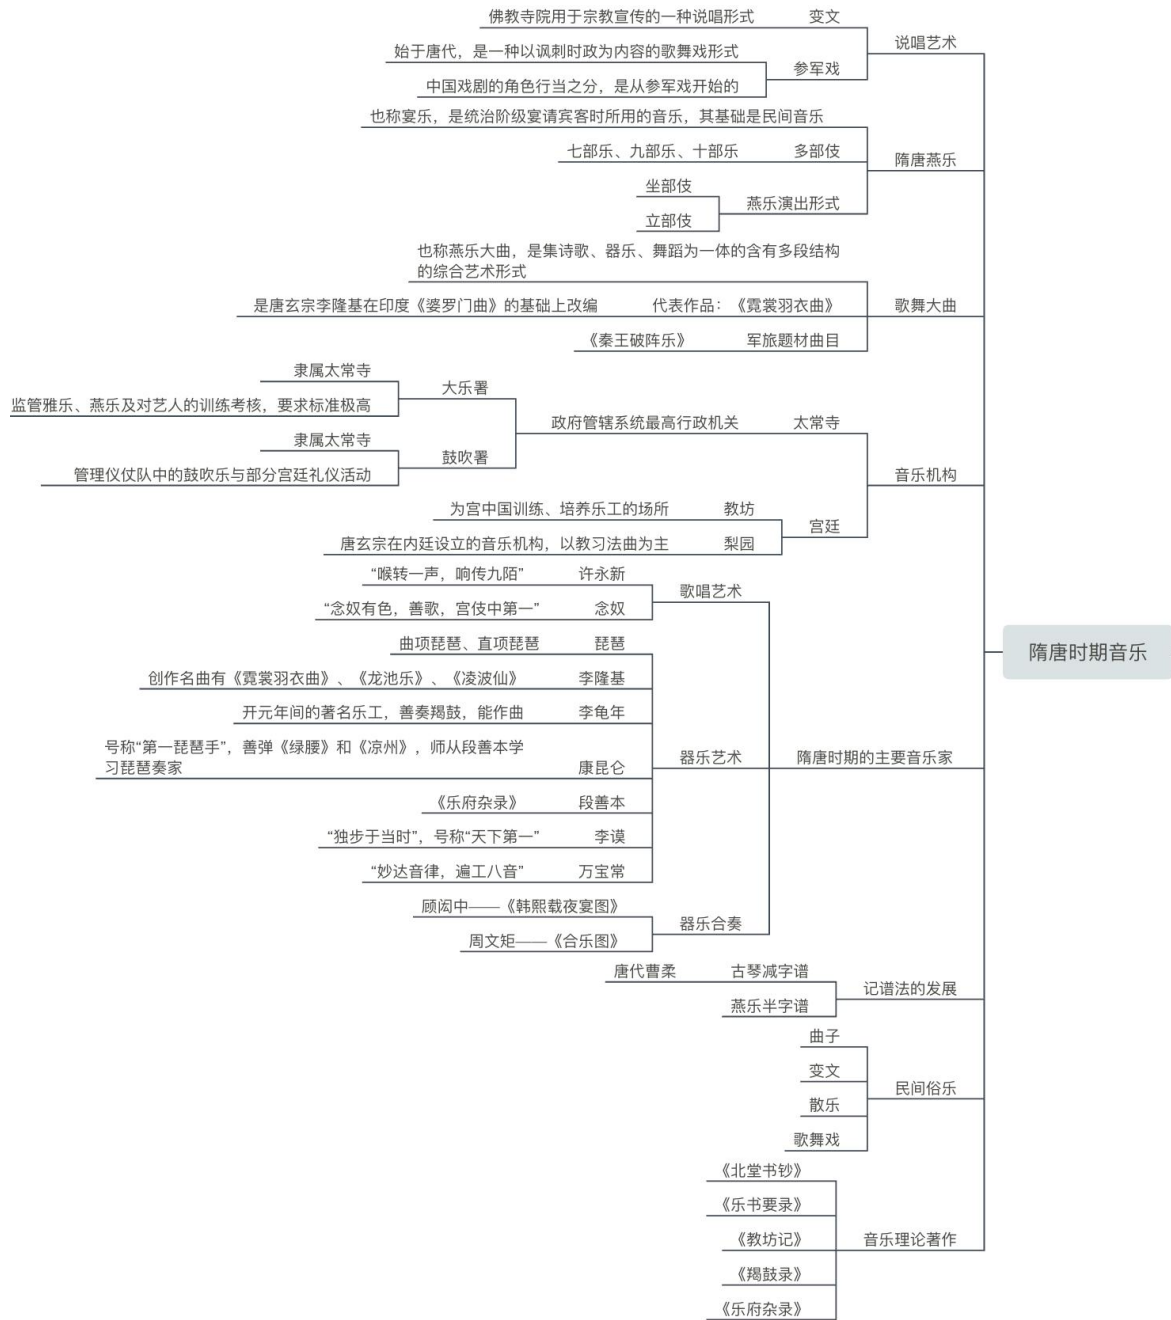 隋唐时期音乐
说唱艺术
变文
佛教寺院用于宗教宣传的一种说唱形式
参军戏
始于唐代，是一种以讽刺时政为内容的歌舞戏形式
中国戏剧的角色行当之分，是从参军戏开始的
隋唐燕乐
也称宴乐，是统治阶级宴请宾客时所用的音乐，其基础是民间音乐
多部伎
七部乐、九部乐、十部乐
燕乐演出形式
坐部伎
立部伎
歌舞大曲
也称燕乐大曲，是集诗歌、器乐、舞蹈为一体的含有多段结构
的综合艺术形式
代表作品：《霓裳羽衣曲》
是唐玄宗李隆基在印度《婆罗门曲》的基础上改编
军旅题材曲目
《秦王破阵乐》
音乐机构
太常寺
政府管辖系统最高行政机关
大乐署
隶属太常寺
监管雅乐、燕乐及对艺人的训练考核，要求标准极高
鼓吹署
隶属太常寺
管理仪仗队中的鼓吹乐与部分宫廷礼仪活动
宫廷
教坊
为宫中国训练、培养乐工的场所
梨园
唐玄宗在内廷设立的音乐机构，以教习法曲为主
隋唐时期的主要音乐家
歌唱艺术
许永新
“喉转一声，响传九陌”
念奴
“念奴有色，善歌，宫伎中第一”
器乐艺术
琵琶
曲项琵琶、直项琵琶
李隆基
创作名曲有《霓裳羽衣曲》、《龙池乐》、《凌波仙》
李龟年
开元年间的著名乐工，善奏羯鼓，能作曲
康昆仑
号称“第一琵琶手”，善弹《绿腰》和《凉州》，师从段善本学
习琵琶奏家
段善本
《乐府杂录》
李谟
“独步于当时”，号称“天下第一”
万宝常
“妙达音律，遍工八音”
器乐合奏
顾闳中——《韩熙载夜宴图》
周文矩——《合乐图》
记谱法的发展
古琴减字谱
唐代曹柔
燕乐半字谱
民间俗乐
曲子
变文
散乐
歌舞戏
音乐理论著作
《北堂书钞》
《乐书要录》
《教坊记》
《羯鼓录》
《乐府杂录》